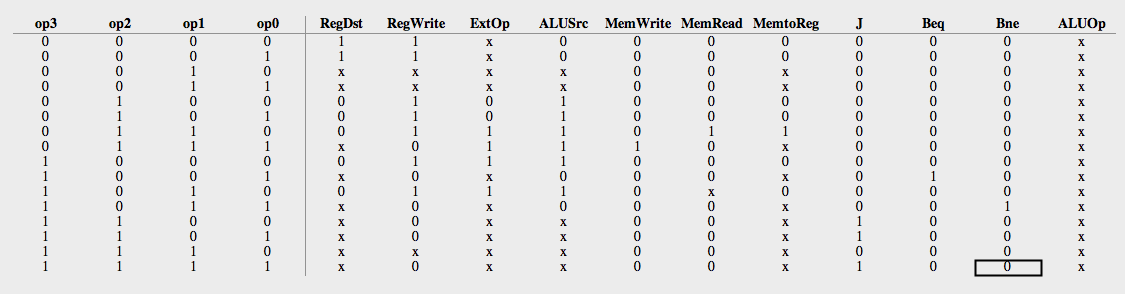 op3 op2 op1 op0 RegDst RegWrite ExtOp ALUSrc MemWrite MemRead MemtoReg J Beq Bne ALUOp
0 0 0 0 1 1 x 0 0 0 0 0 0 0 x
0 0 0 1 1 1 x 0 0 0 0 0 0 0 x
0 0 1 0 x x x x 0 0 x 0 0 0 x
0 0 1 1 x x x x 0 0 x 0 0 0 x
0 1 0 0 0 1 0 1 0 0 0 0 0 0 x
0 1 0 1 0 1 0 1 0 0 0 0 0 0 x
0 1 1 0 0 1 1 1 0 1 1 0 0 0 x
0 1 1 1 x 0 1 1 1 0 x 0 0 0 x
1 0 0 0 0 1 1 1 0 0 0 0 0 0 x
1 0 0 1 x 0 x 0 0 0 x 0 1 0 x
1 0 1 0 0 1 1 1 0 x 0 0 0 0 x
1 0 1 1 x 0 x 0 0 0 x 0 0 1 x
1 1 0 0 x 0 x x 0 0 x 1 0 0 x
1 1 0 1 x 0 x x 0 0 x 1 0 0 x
1 1 1 0 x x x x 0 0 x 0 0 0 x
1 1 1 1 x 0 x x 0 0 x 1 0 0 x